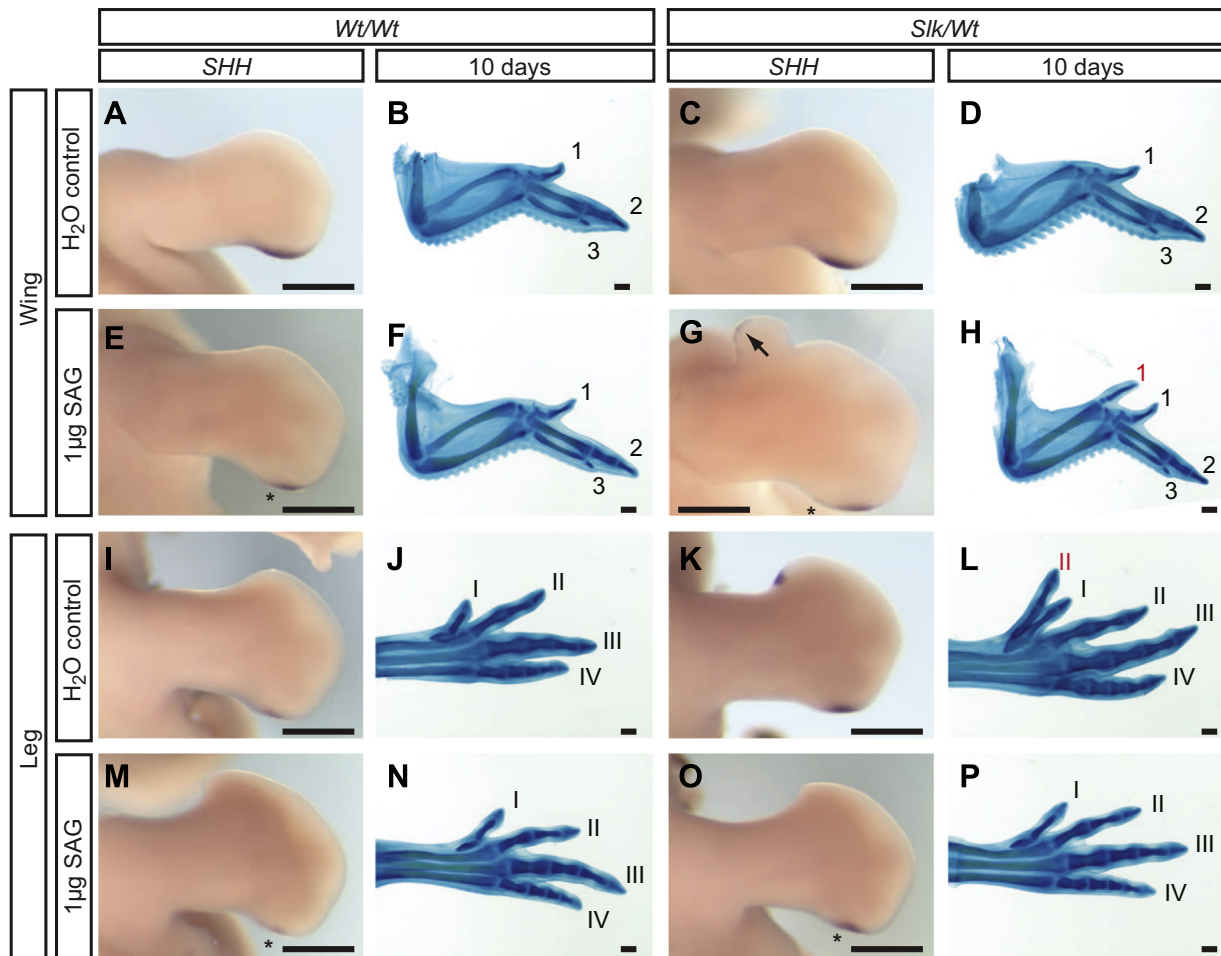 Wt/Wt
Slk/Wt
SHH
10 days
SHH
10 days
Wing
H₂O control
A
B
1
2
3
C
D
1
2
3
1µg SAG
E
*
F
1
2
3
G
*
H
1
1
2
3
Leg
H₂O control
I
J
I
II
III
IV
K
L
II
I
II
III
IV
1µg SAG
M
*
N
I
II
III
IV
O
*
P
I
II
III
IV